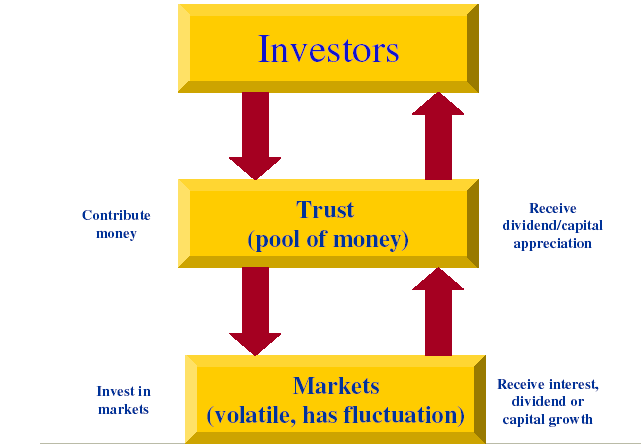 Investors
Contribute
money
Trust
(pool of money)
Receive
dividend/capital
appreciation
Invest in
markets
Markets
(volatile, has fluctuation)
Receive interest,
dividend or
capital growth